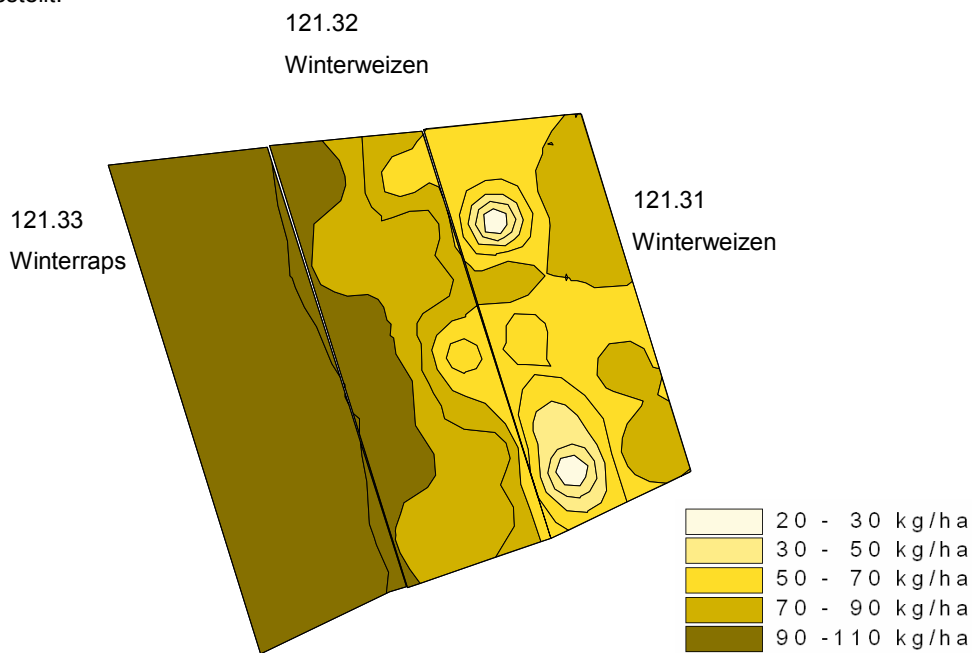 121.32
Winterweizen
121.33
Winterraps
121.31
Winterweizen
20 - 30 kg/ha
30 - 50 kg/ha
50 - 70 kg/ha
70 - 90 kg/ha
90 -110 kg/ha